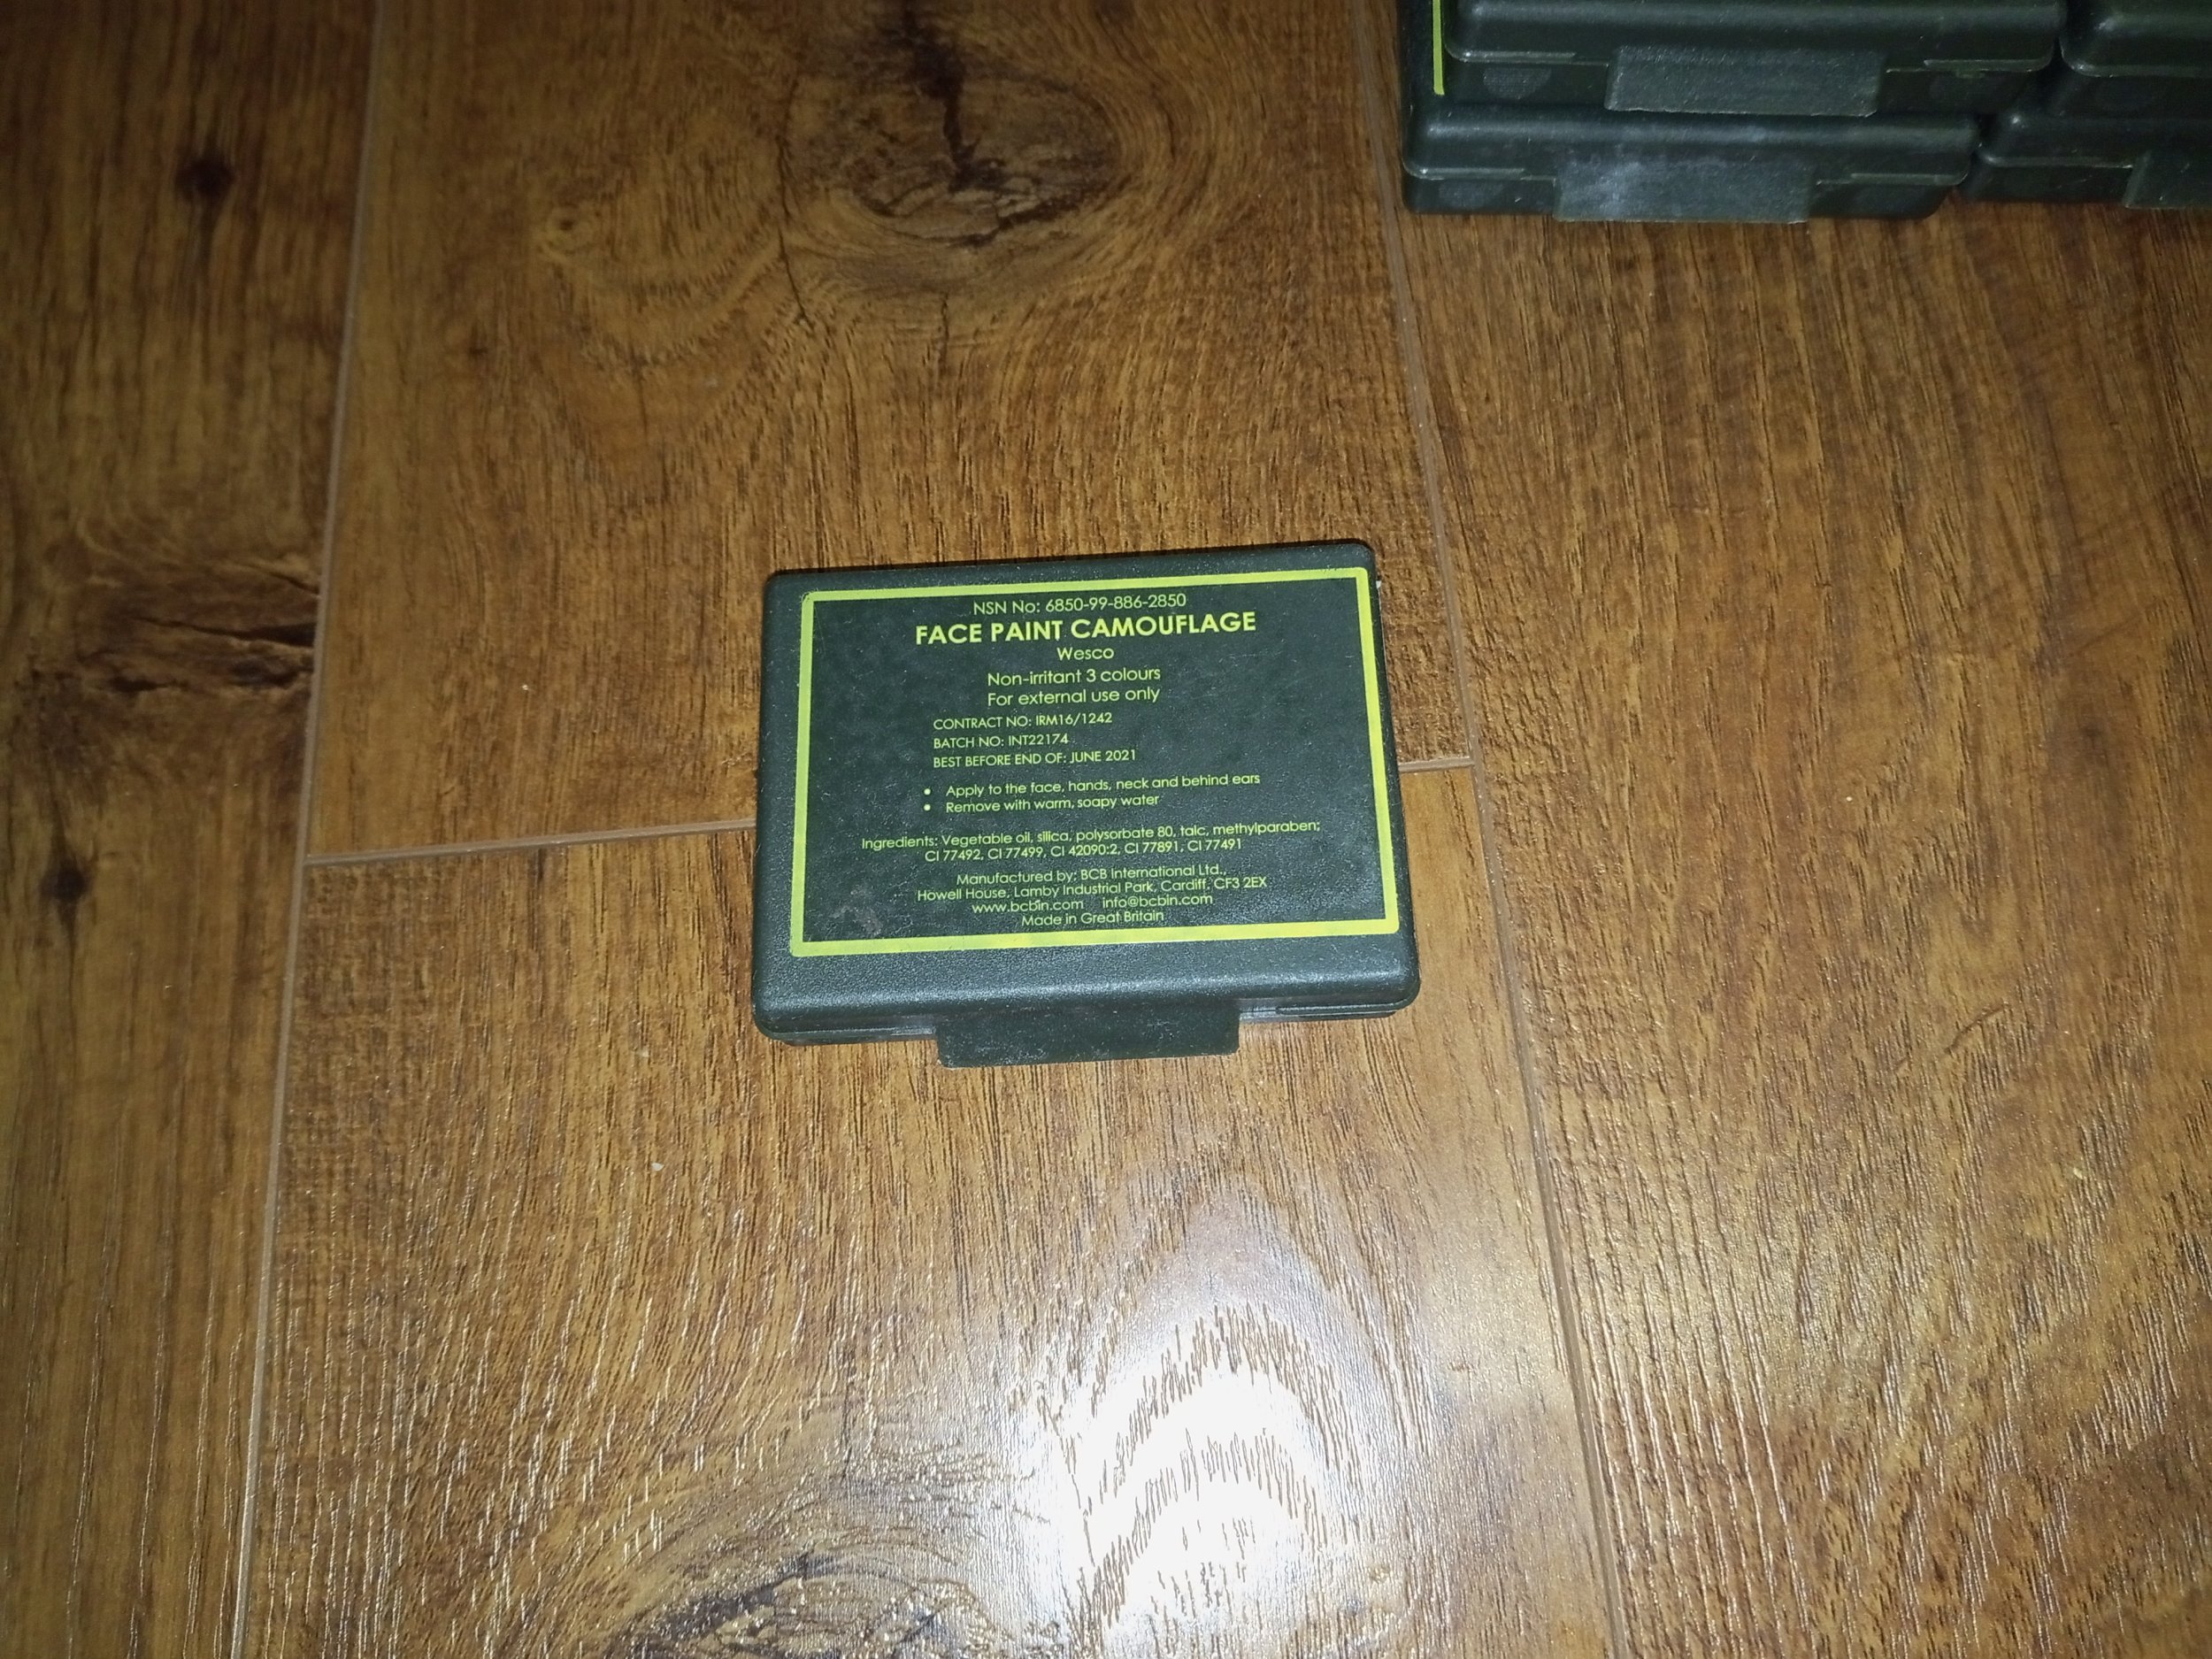 NSN No: 6850-99-886-2850
FACE PAINT CAMOUFLAGE
Wesco
Non-irritant 3 colours
For external use only
CONTRACT NO: IRM16/1242
BATCH NO: INT22174
BEST BEFORE END OF: JUNE 2021
• Apply to the face, hands, neck and behind ears
• Remove with warm, soapy water
Ingredients: Vegetable oil, silica, polysorbate 80, talc, methylparaben;
CI 77492, CI 77499, CI 42090:2, CI 77891, CI 77491
Manufactured by: BCB International Ltd.,
Howell House, Lamby Industrial Park, Cardiff, CF3 2EX
www.bcbin.com info@bcbin.com
Made in Great Britain